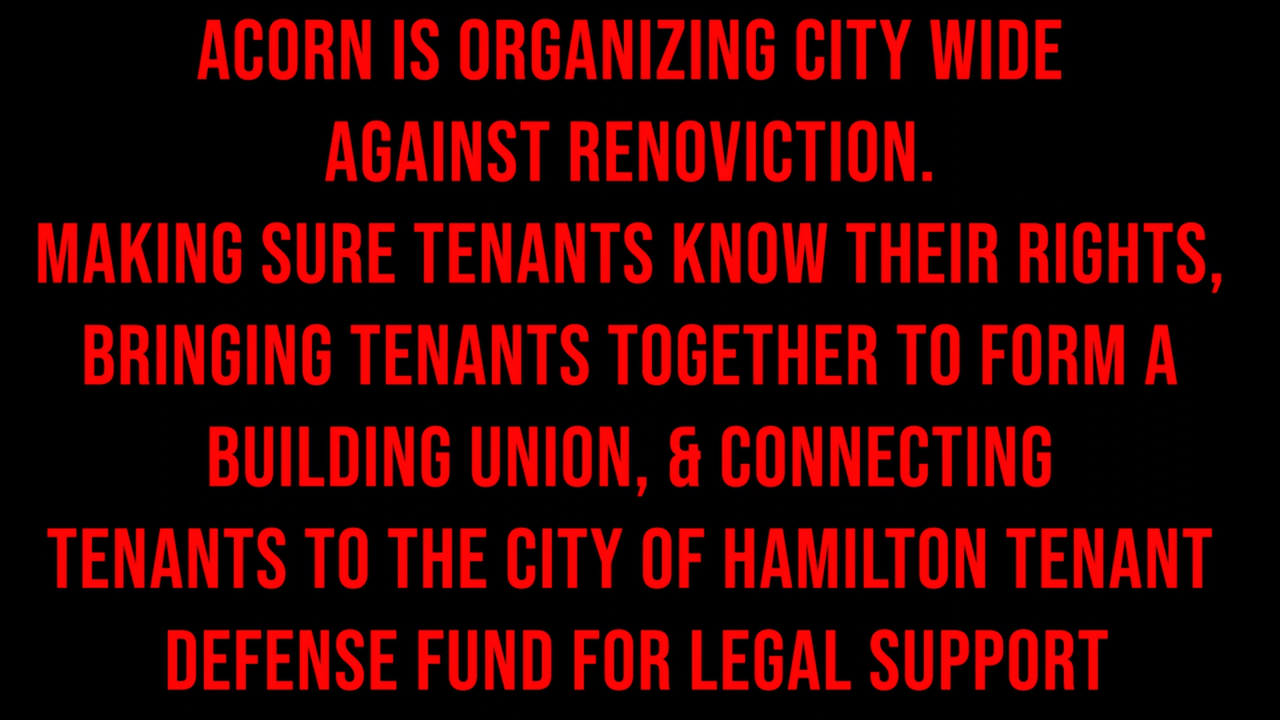 ACORN IS ORGANIZING CITY WIDE
AGAINST RENOVICTION.
MAKING SURE TENANTS KNOW THEIR RIGHTS,
BRINGING TENANTS TOGETHER TO FORM A
BUILDING UNION, & CONNECTING
TENANTS TO THE CITY OF HAMILTON TENANT
DEFENSE FUND FOR LEGAL SUPPORT